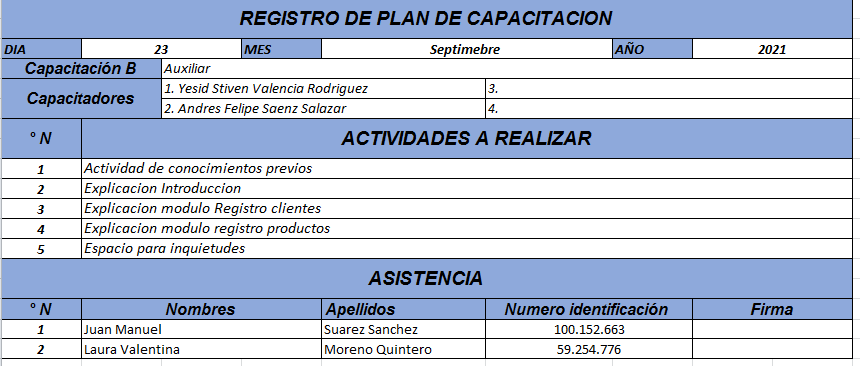 REGISTRO DE PLAN DE CAPACITACION
DIA 23 MES Septimebre AÑO 2021
Capacitación B Auxiliar
Capacitadores
1. Yesid Stiven Valencia Rodriguez 3.
2. Andres Felipe Saenz Salazar 4.
° N ACTIVIDADES A REALIZAR
1 Actividad de conocimientos previos
2 Explicacion Introduccion
3 Explicacion modulo Registro clientes
4 Explicacion modulo registro productos
5 Espacio para inquietudes
ASISTENCIA
° N Nombres Apellidos Numero identificación Firma
1 Juan Manuel Suarez Sanchez 100.152.663
2 Laura Valentina Moreno Quintero 59.254.776